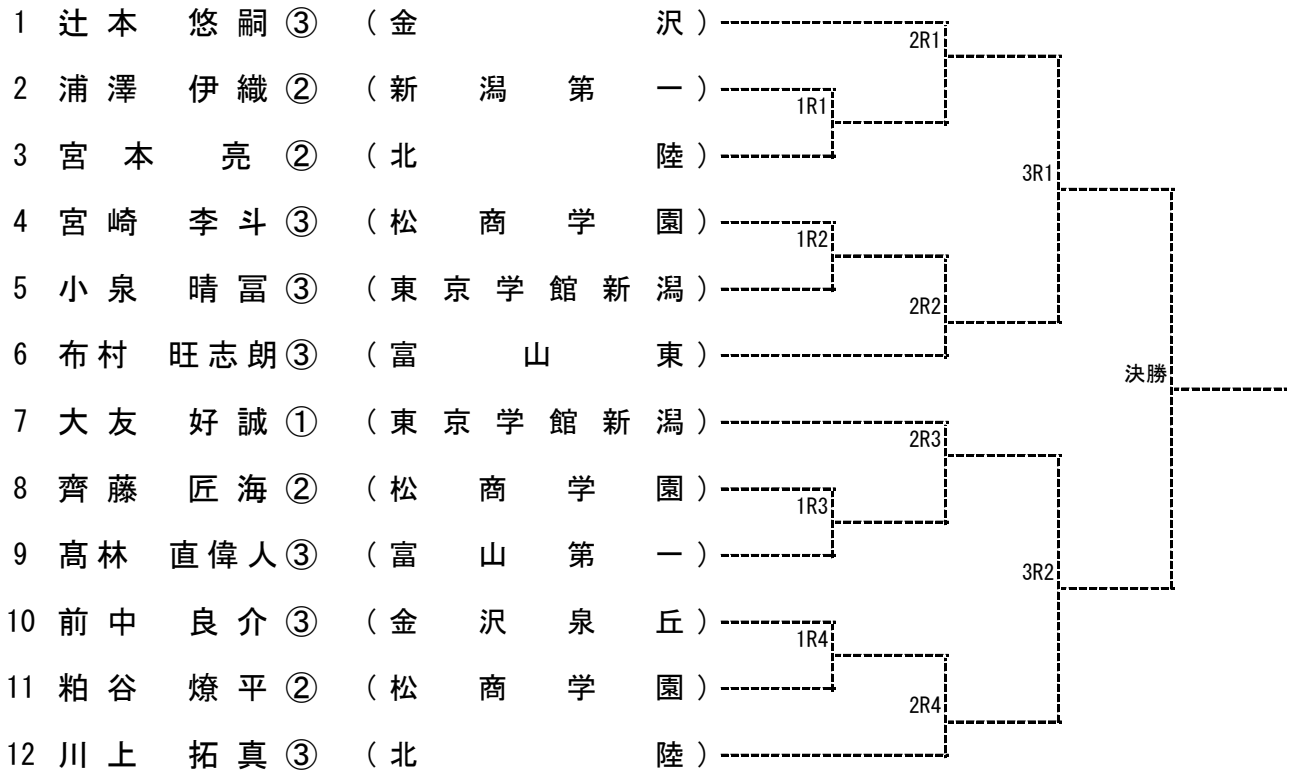 1 辻本 悠嗣③ (金沢)
2R1
2 浦澤 伊織② (新潟第一)
1R1
3 宮本 亮② (北陸)
3R1
4 宮崎 李斗③ (松商学園)
1R2
5 小泉 晴冨③ (東京学館新潟)
2R2
6 布村 旺志朗③ (富山東)
決勝
7 大友 好誠① (東京学館新潟)
2R3
8 齊藤 匠海② (松商学園)
1R3
9 髙林 直偉人③ (富山第一)
3R2
10 前中 良介③ (金沢泉丘)
1R4
11 粕谷 燎平② (松商学園)
2R4
12 川上 拓真③ (北陸)